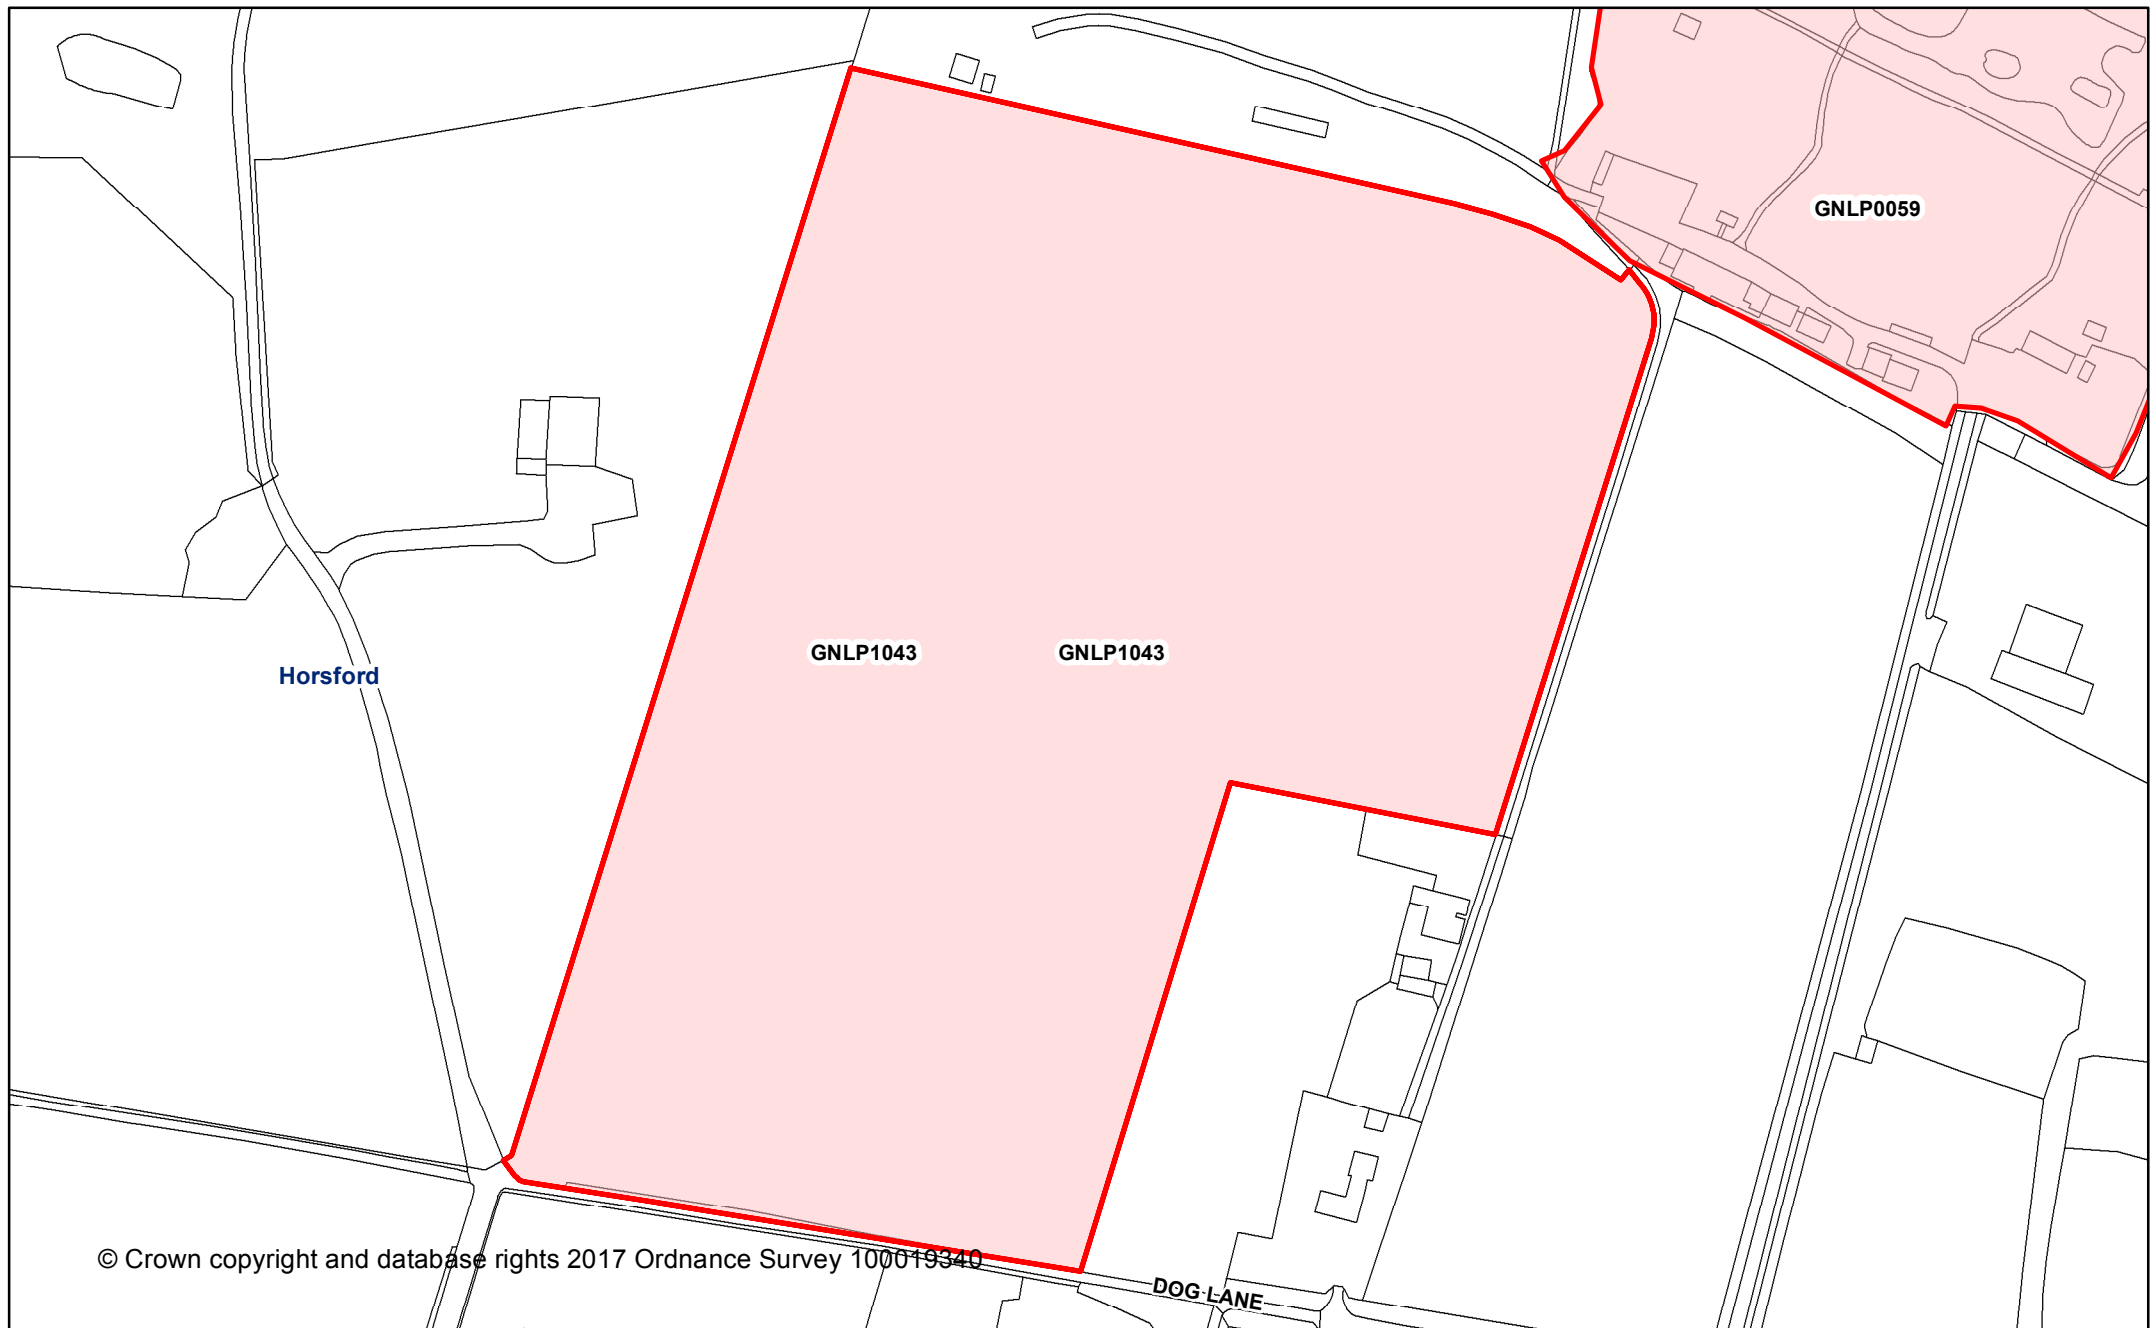 GNLP0059
GNLP1043 GNLP1043
Horsford
© Crown copyright and database rights 2017 Ordnance Survey 100019340
DOG LANE